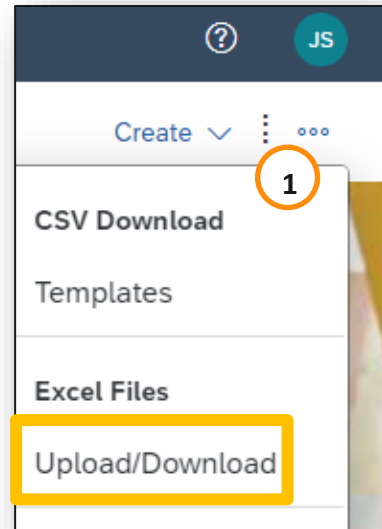 ? JS
Create
1
CSV Download
Templates
Excel Files
Upload/Download